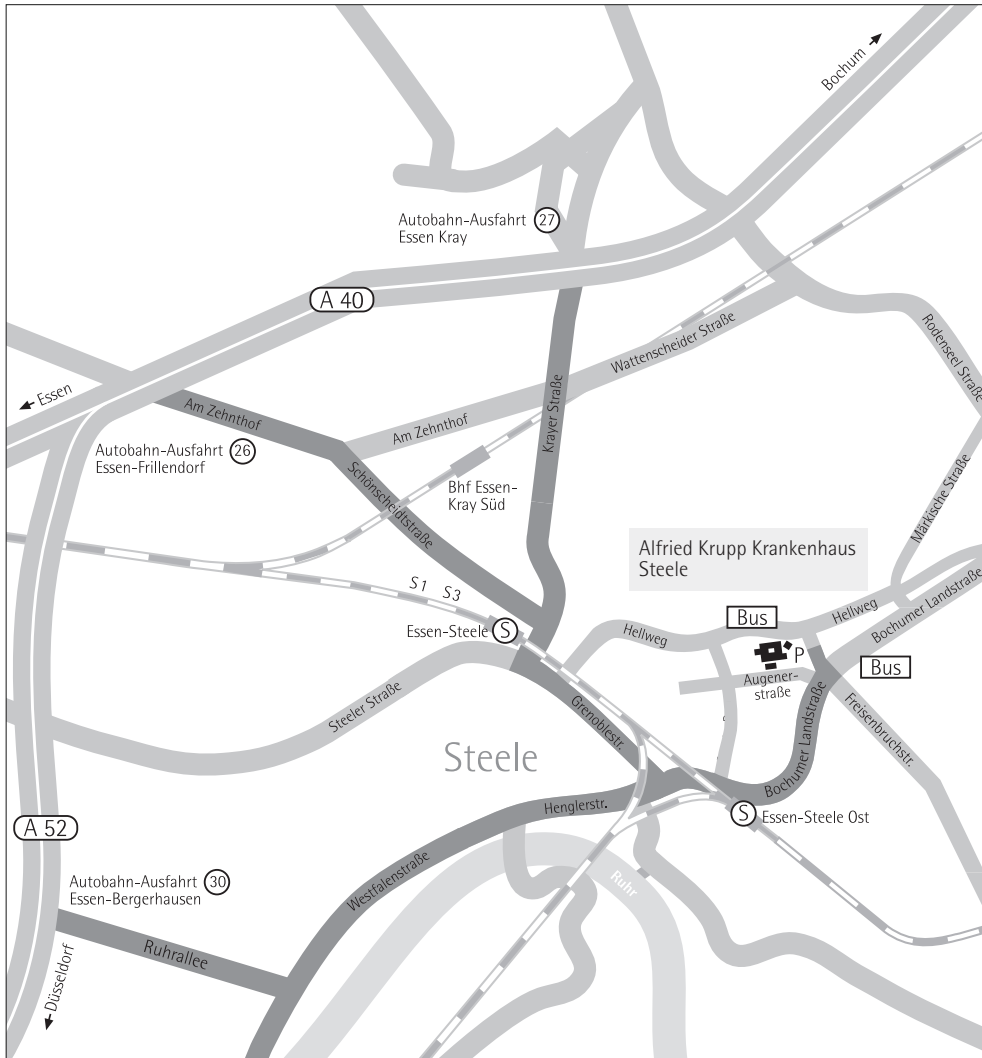 Bochum
Autobahn-Ausfahrt 27
Essen Kray
A 40
Rodenseel Straße
Wattenscheider Straße
Essen
Am Zehnthof
Am Zehnthof
Krayer Straße
Autobahn-Ausfahrt 26
Essen-Frillendorf
Schönscheidtstraße
Bhf Essen-
Kray Süd
Märkische Straße
Alfried Krupp Krankenhaus
Steele
S1 S3
Bus
Hellweg
Bochumer Landstraße
Essen-Steele S
Hellweg
P
Bus
Augener-
straße
Steeler Straße
Grenoblestr.
Freisenbruchstr.
Bochumer Landstraße
Steele
Henglerstr.
S Essen-Steele Ost
A 52
Westfalenstraße
Ruhr
Autobahn-Ausfahrt 30
Essen-Bergerhausen
Ruhrallee
Düsseldorf